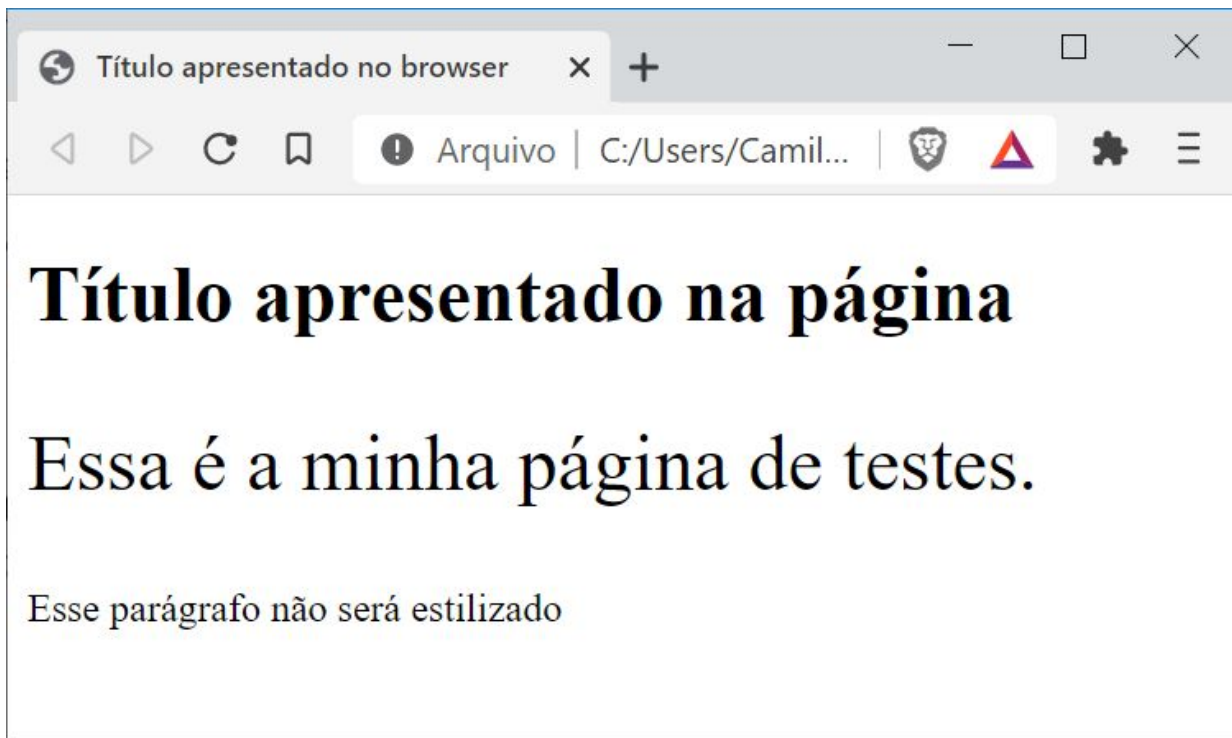 Título apresentado no browser
Arquivo | C:/Users/Camil...
Título apresentado na página
Essa é a minha página de testes.
Esse parágrafo não será estilizado